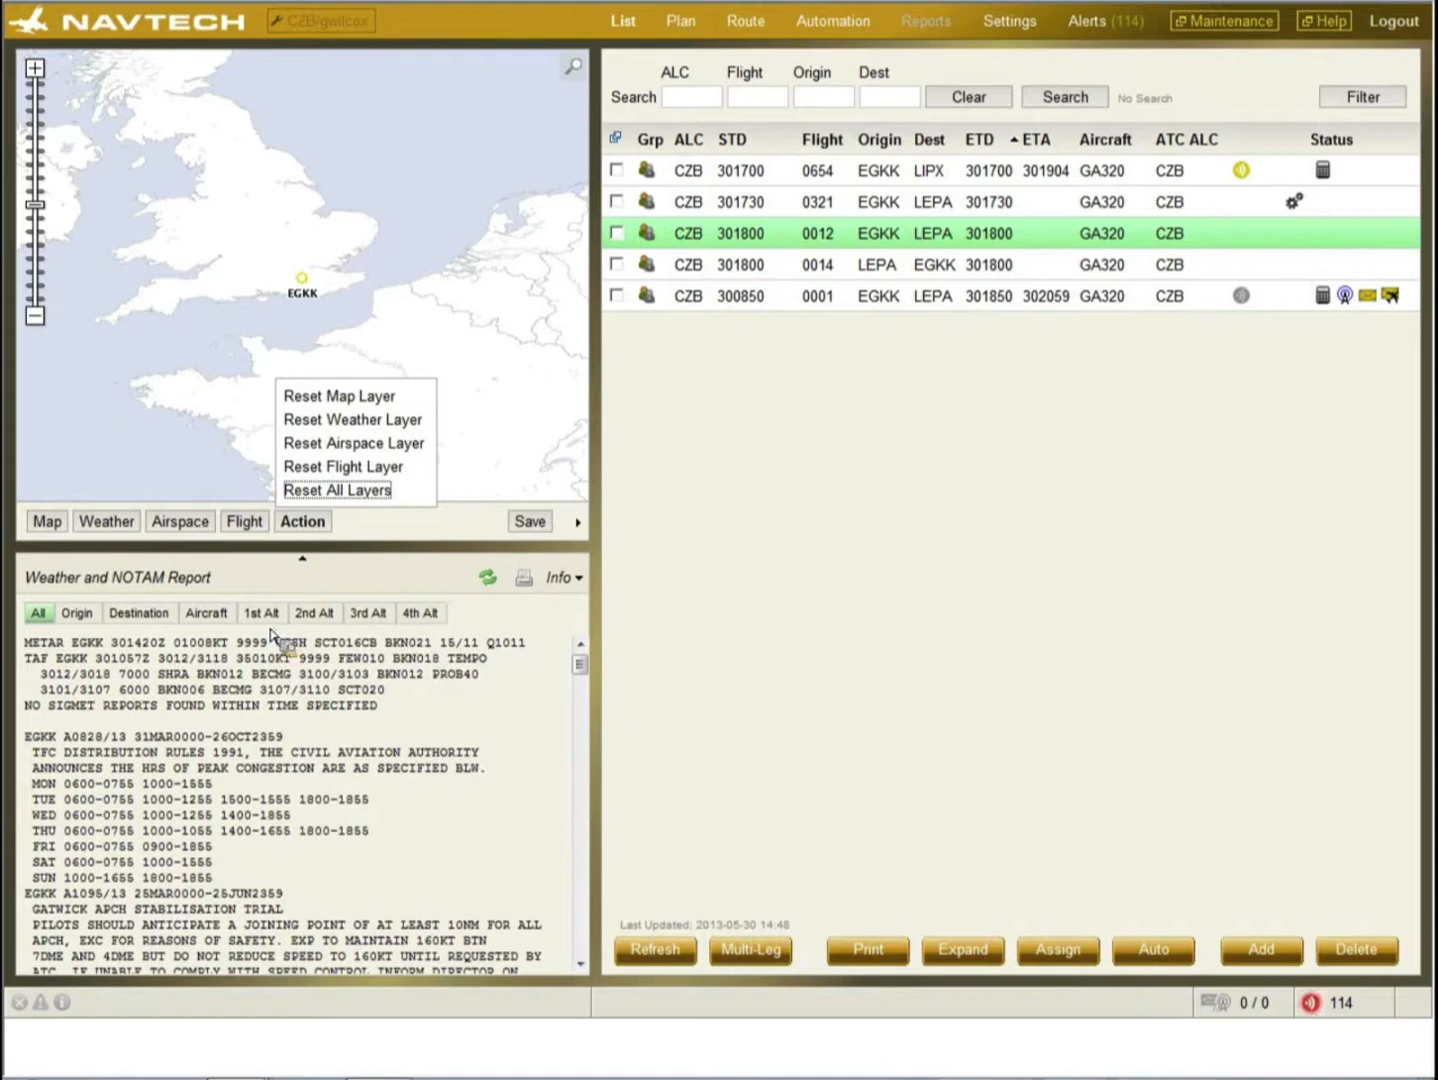 NAVTECH
CZB/gwilcox
List Plan Route Automation Reports Settings Alerts (114) Maintenance Help Logout
EGKK
Reset Map Layer
Reset Weather Layer
Reset Airspace Layer
Reset Flight Layer
Reset All Layers
Map Weather Airspace Flight Action Save
Weather and NOTAM Report Info
All Origin Destination Aircraft 1st Alt 2nd Alt 3rd Alt 4th Alt
METAR EGKK 301420Z 01008KT 9999 SH SCT016CB BKN021 15/11 Q1011
TAF EGKK 301057Z 3012/3118 35010KT 9999 FEW010 BKN018 TEMPO
3012/3018 7000 SHRA BKN012 BECMG 3100/3103 BKN012 PROB40
3101/3107 6000 BKN006 BECMG 3107/3110 SCT020
NO SIGMET REPORTS FOUND WITHIN TIME SPECIFIED
EGKK A0828/13 31MAR0000-26OCT2359
TFC DISTRIBUTION RULES 1991, THE CIVIL AVIATION AUTHORITY
ANNOUNCES THE HRS OF PEAK CONGESTION ARE AS SPECIFIED BLW.
MON 0600-0755 1000-1555
TUE 0600-0755 1000-1255 1500-1555 1800-1855
WED 0600-0755 1000-1255 1400-1855
THU 0600-0755 1000-1055 1400-1655 1800-1855
FRI 0600-0755 0900-1855
SAT 0600-0755 1000-1555
SUN 1000-1655 1800-1855
EGKK A1095/13 25MAR0000-25JUN2359
GATWICK APCH STABILISATION TRIAL
PILOTS SHOULD ANTICIPATE A JOINING POINT OF AT LEAST 10NM FOR ALL
APCH, EXC FOR REASONS OF SAFETY. EXP TO MAINTAIN 160KT BTN
7DME AND 4DME BUT DO NOT REDUCE SPEED TO 160KT UNTIL REQUESTED BY
ATC. IF UNABLE TO COMPLY WITH SPEED CONTROL INFORM DIRECTOR ON
ALC Flight Origin Dest
Search Clear Search No Search Filter
Grp ALC STD Flight Origin Dest ETD ETA Aircraft ATC ALC Status
CZB 301700 0654 EGKK LIPX 301700 301904 GA320 CZB
CZB 301730 0321 EGKK LEPA 301730 GA320 CZB
CZB 301800 0012 EGKK LEPA 301800 GA320 CZB
CZB 301800 0014 LEPA EGKK 301800 GA320 CZB
CZB 300850 0001 EGKK LEPA 301850 302059 GA320 CZB
Last Updated: 2013-05-30 14:48
Refresh Multi-Leg Print Expand Assign Auto Add Delete
0 / 0 114